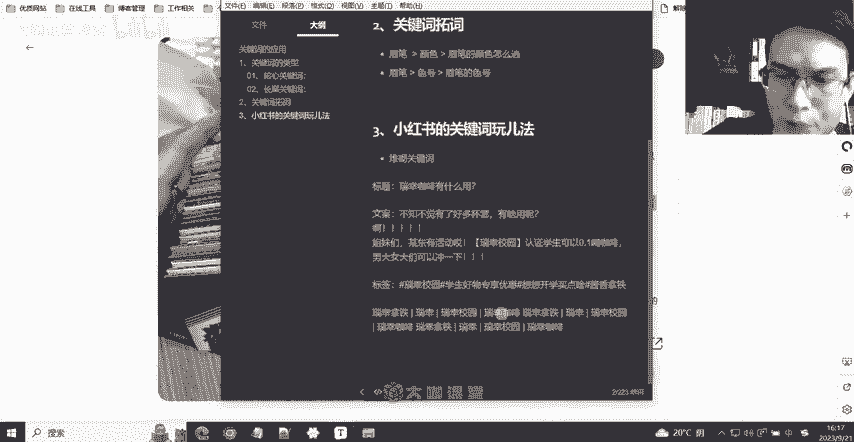 优质网站
在线工具
博客管理
工作相关
文件(F) 编辑(E) 段落(P) 格式(O) 视图(V) 主题(T) 帮助(H)
文件
大纲
关键词的应用
1、关键词的类型
01、核心关键词:
02、长尾关键词:
2、关键词拓词
3、小红书的关键词玩儿法
2、关键词拓词
眉笔 > 颜色 > 眉笔的颜色怎么选
眉笔 > 色号 > 眉笔的色号
3、小红书的关键词玩儿法
堆砌关键词
标题：瑞幸咖啡有什么用?
文案：不知不觉有了好多杯套，有啥用呢?
啊！！！！！
姐妹们，某东有活动哎！【瑞幸校园】认证学生可以0.1喝咖啡，
男大女大们可以冲一下！！！
标签：#瑞幸校园#学生好物专享优惠#想想开学买点啥#酱香拿铁
瑞幸拿铁 | 瑞幸 | 瑞幸校园 | 瑞幸咖啡 瑞幸拿铁 | 瑞幸 | 瑞幸校园
| 瑞幸咖啡 瑞幸拿铁 | 瑞幸 | 瑞幸校园 | 瑞幸咖啡
搜索
20°C 阴
中
16:17
2023/9/21